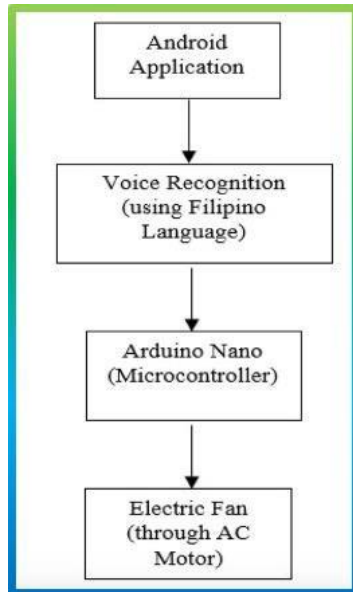 Android
Application
Voice Recognition
(using Filipino
Language)
Arduino Nano
(Microcontroller)
Electric Fan
(through AC
Motor)